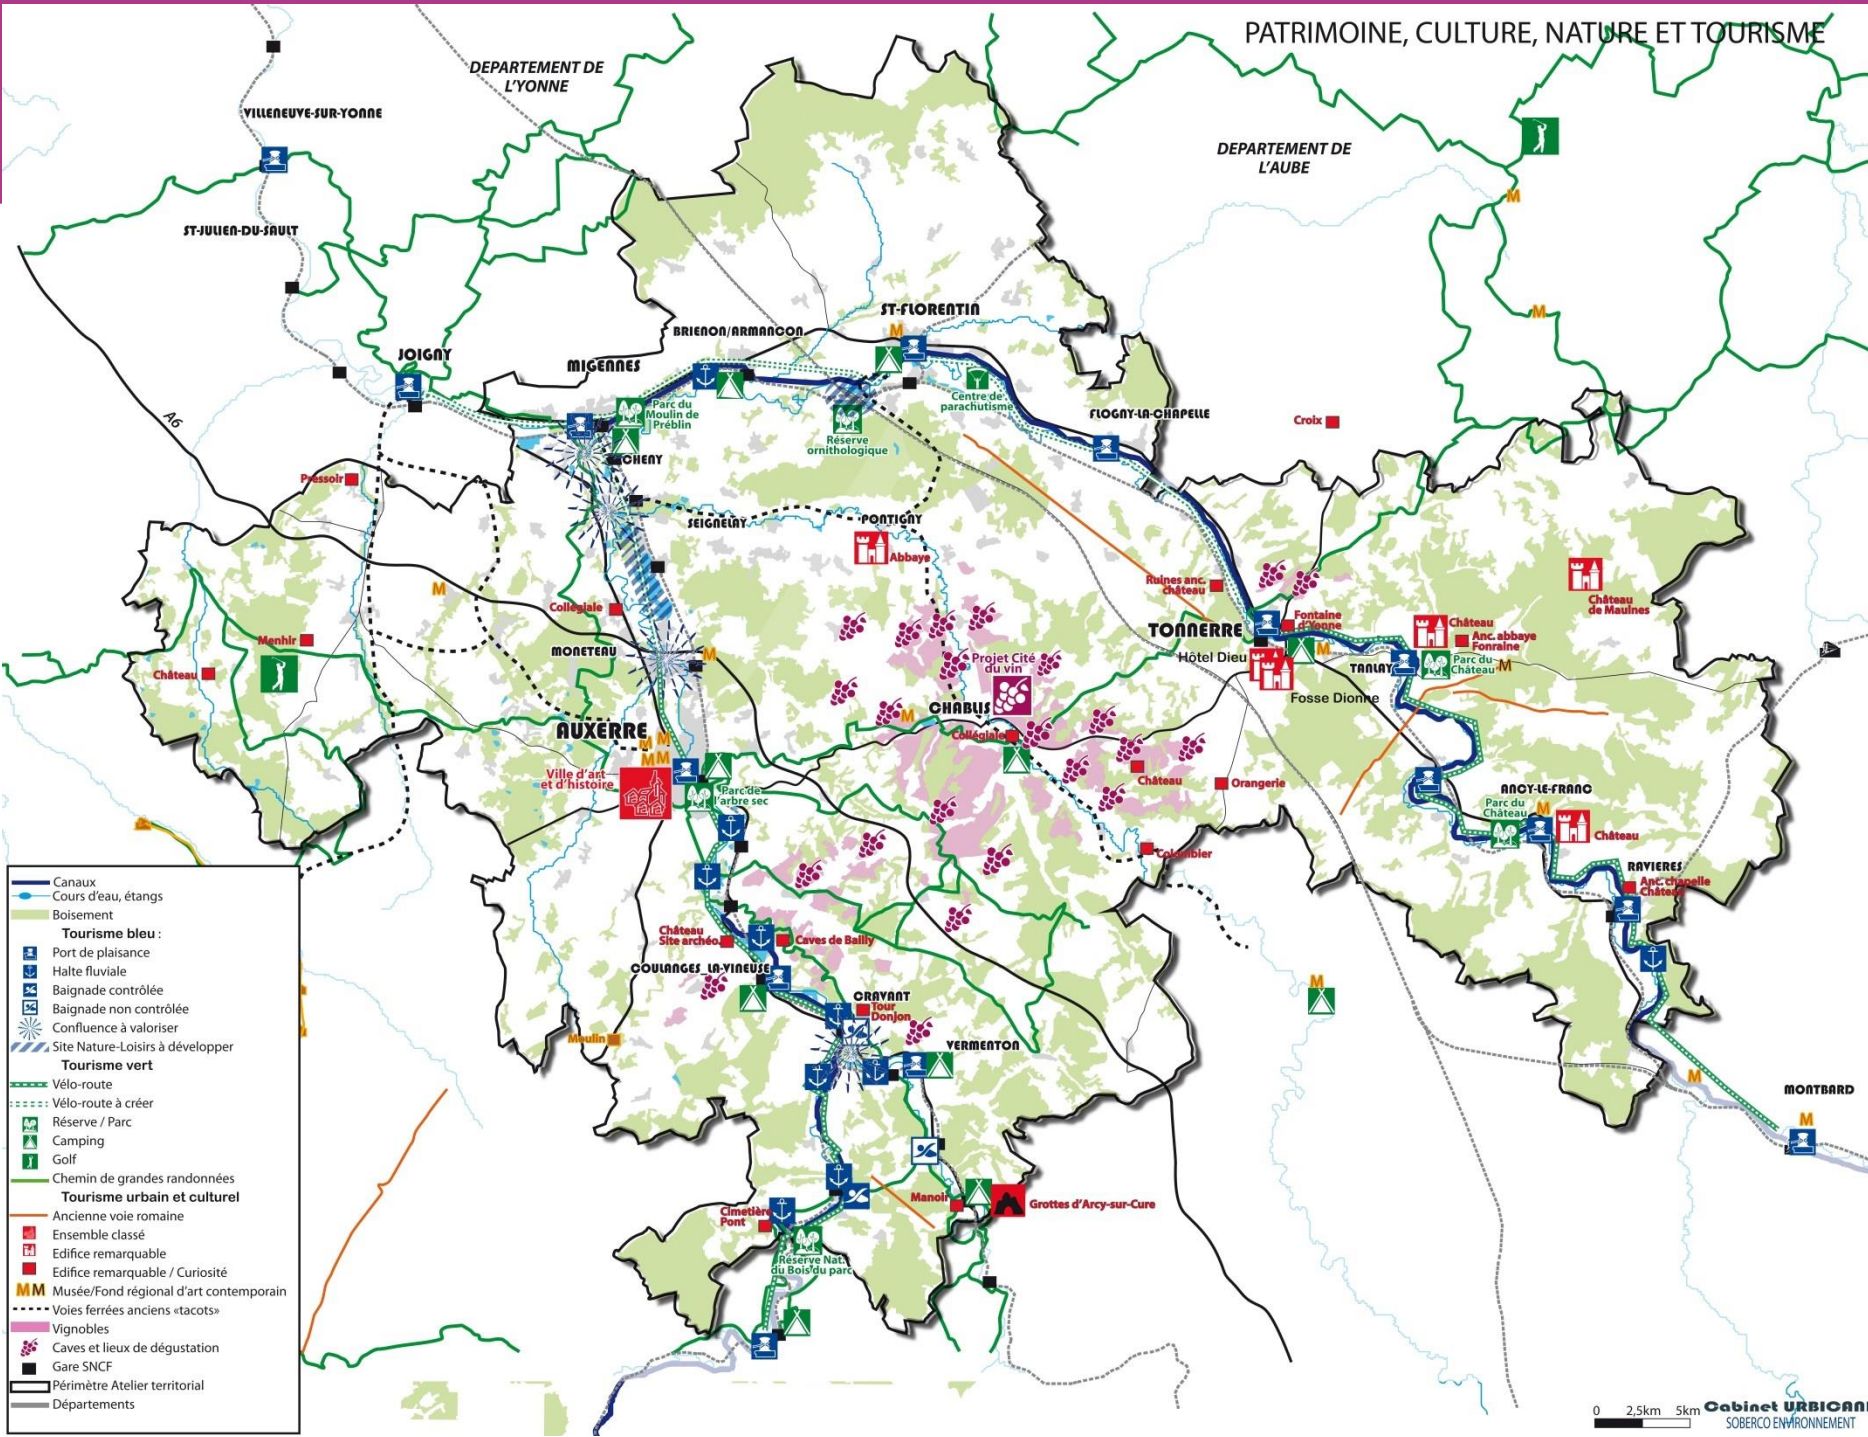 PATRIMOINE, CULTURE, NATURE ET TOURISME
DEPARTEMENT DE
L'YONNE
VILLENEUVE-SUR-YONNE
DEPARTEMENT DE
L'AUBE
M
ST-JULIEN-DU-SAULT
ST-FLORENTIN
M
M
BRIENON/ARMANCON
JOIGNY
MIGENNES
Parc du
Moulin de
Préblin
Centre de
parachutisme
FLOGNY-LA-CHAPELLE
Croix
A6
Réserve
ornithologique
CHENY
Pressoir
SEIGNELAY
PONTIGNY
Abbaye
M
Ruines anc.
château
Château
de Maulnes
Collégiale
Fontaine
d'Yonne
Château
TONNERRE
Anc. abbaye
Fonraine
Menhir
MONETEAU
M
M
Projet Cité
du vin
Hôtel Dieu
TANLAY
Parc du
Château
M
Château
Fosse Dionne
CHABLIS
M
AUXERRE
Collégiale
M M
M M
Ville d'art
et d'histoire
Château
Orangerie
Parc de
l'arbre sec
ANCY-LE-FRANC
Parc du
Château
M
Château
Colombier
RAVIERES
Anc. chapelle
Château
Château
Site archéo.
Caves de Bailly
COULANGES_LA-VINEUSE
M
CRAVANT
Tour
Donjon
Moulin
VERMENTON
M
MONTBARD
M
Manoir
Grottes d'Arcy-sur-Cure
Cimetière
Pont
Réserve Nat.
du Bois du parc
Canaux
Cours d'eau, étangs
Boisement
Tourisme bleu :
Port de plaisance
Halte fluviale
Baignade contrôlée
Baignade non contrôlée
Confluence à valoriser
Site Nature-Loisirs à développer
Tourisme vert
Vélo-route
Vélo-route à créer
Réserve / Parc
Camping
Golf
Chemin de grandes randonnées
Tourisme urbain et culturel
Ancienne voie romaine
Ensemble classé
Edifice remarquable
Edifice remarquable / Curiosité
M M Musée/Fond régional d'art contemporain
Voies ferrées anciens «tacots»
Vignobles
Caves et lieux de dégustation
Gare SNCF
Périmètre Atelier territorial
Départements
0 2,5km 5km
Cabinet URBICAND
SOBERCO ENVIRONNEMENT